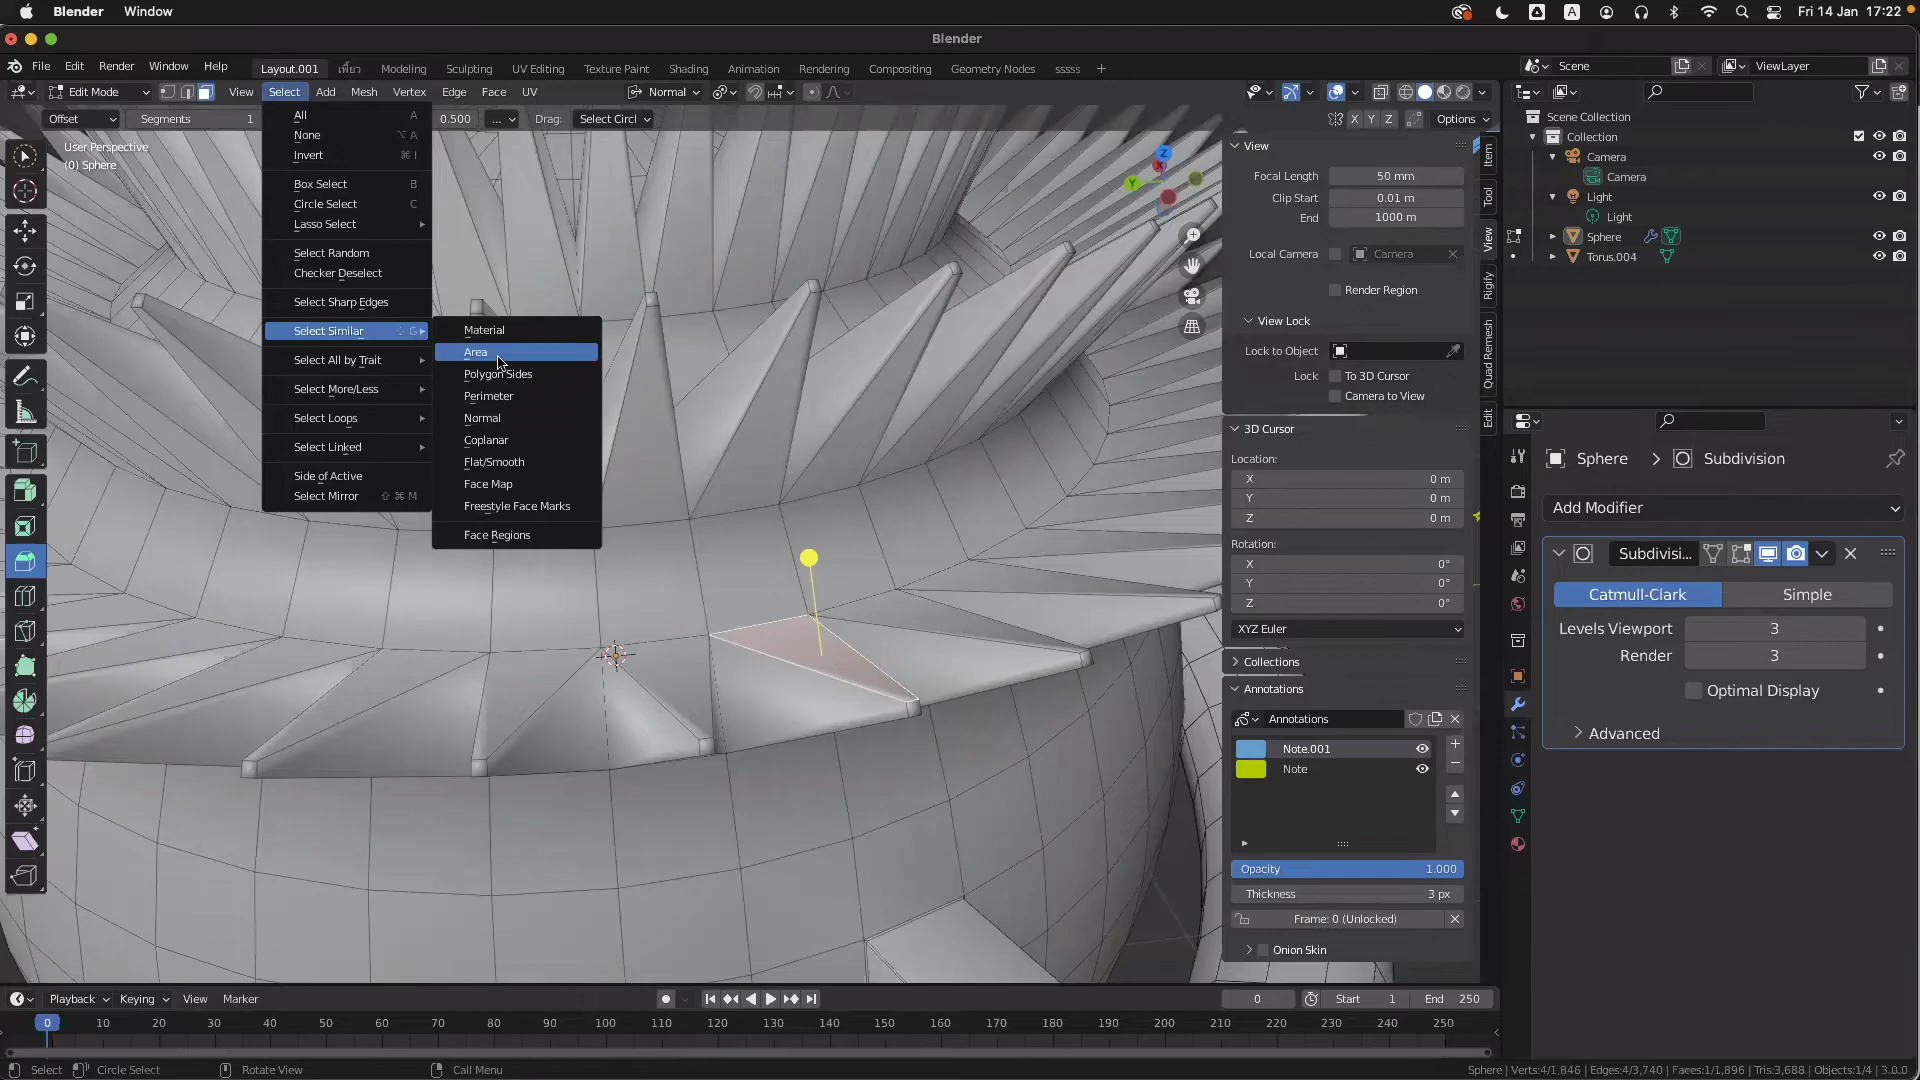 Blender Window Fri 14 Jan 17:22
Blender
File Edit Render Window Help Layout.001 เพี้ยว Modeling Sculpting UV Editing Texture Paint Shading Animation Rendering Compositing Geometry Nodes sssss + Scene ViewLayer
Edit Mode View Select Add Mesh Vertex Edge Face UV Normal
Offset Segments 1 0.500 ... Drag: Select Circl X Y Z Options
User Perspective
(0) Sphere
All A
None ⌥ A
Invert ⌘ I
Box Select B
Circle Select C
Lasso Select
Select Random
Checker Deselect
Select Sharp Edges
Select Similar ⇧ G
Select All by Trait
Select More/Less
Select Loops
Select Linked
Side of Active
Select Mirror ⇧ ⌘ M
Material
Area
Polygon Sides
Perimeter
Normal
Coplanar
Flat/Smooth
Face Map
Freestyle Face Marks
Face Regions
Z
X
Y
View
Focal Length 50 mm
Clip Start 0.01 m
End 1000 m
Local Camera Camera
Render Region
View Lock
Lock to Object
Lock To 3D Cursor
Camera to View
3D Cursor
Location:
X 0 m
Y 0 m
Z 0 m
Rotation:
X 0°
Y 0°
Z 0°
XYZ Euler
Collections
Annotations
Annotations
Note.001
Note
Opacity 1.000
Thickness 3 px
Frame: 0 (Unlocked)
Onion Skin
Item
Tool
View
Rigify
Quad Remesh
Edit
Scene Collection
Collection
Camera
Camera
Light
Light
Sphere
Torus.004
Sphere > Subdivision
Add Modifier
Subdivisi...
Catmull-Clark Simple
Levels Viewport 3
Render 3
Optimal Display
Advanced
Playback Keying View Marker 0 Start 1 End 250
0 10 20 30 40 50 60 70 80 90 100 110 120 130 140 150 160 170 180 190 200 210 220 230 240 250
Select Circle Select Rotate View Call Menu Sphere | Verts:4/1,846 | Edges:4/3,740 | Faces:1/1,896 | Tris:3,688 | Objects:1/4 | 3.0.0